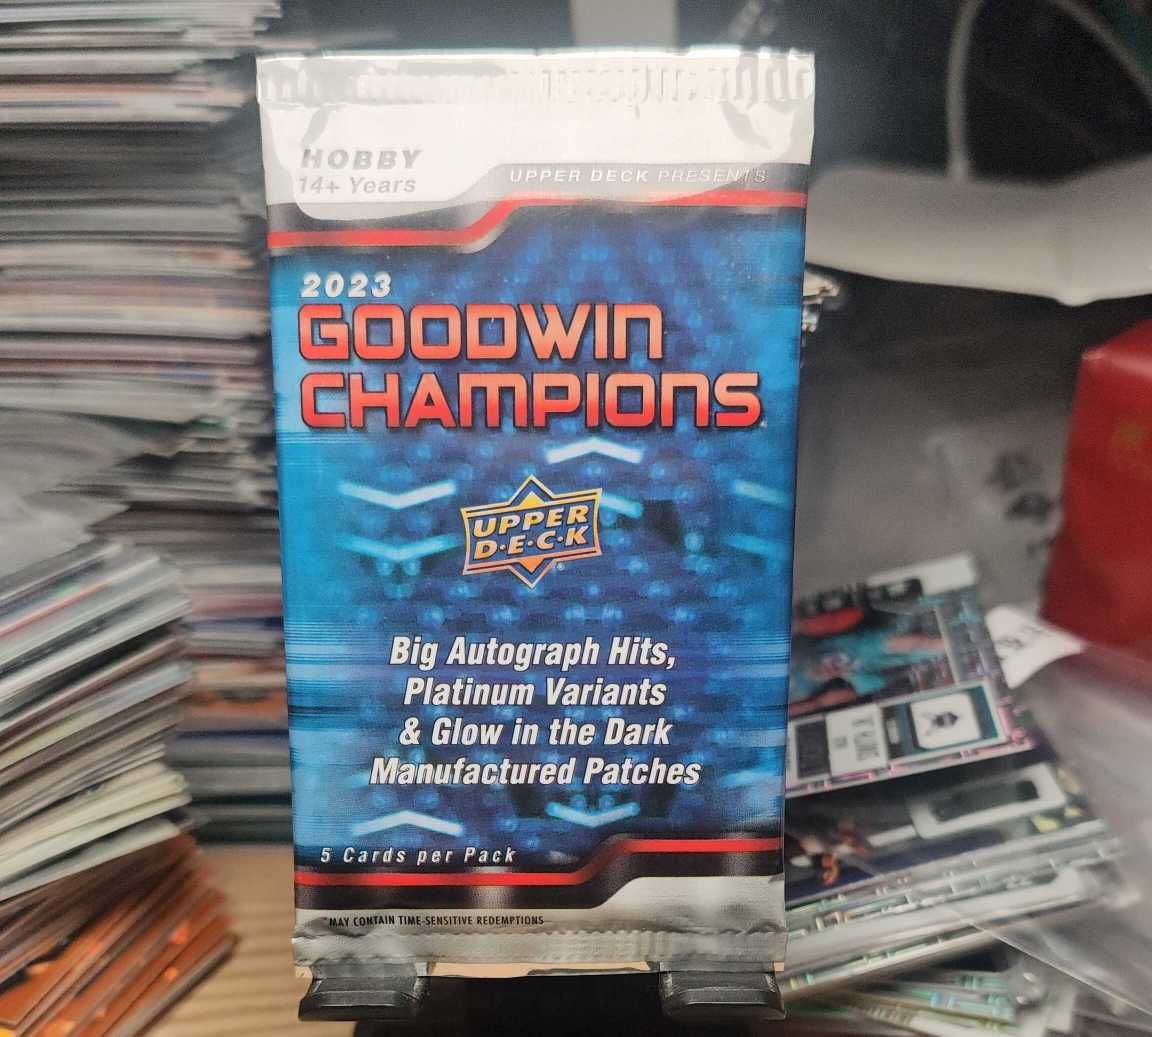 HOBBY
14+ Years
UPPER DECK PRESENTS
2023
GOODWIN
CHAMPIONS
UPPER
D·E·C·K
®
Big Autograph Hits,
Platinum Variants
& Glow in the Dark
Manufactured Patches
5 Cards per Pack
*MAY CONTAIN TIME-SENSITIVE REDEMPTIONS